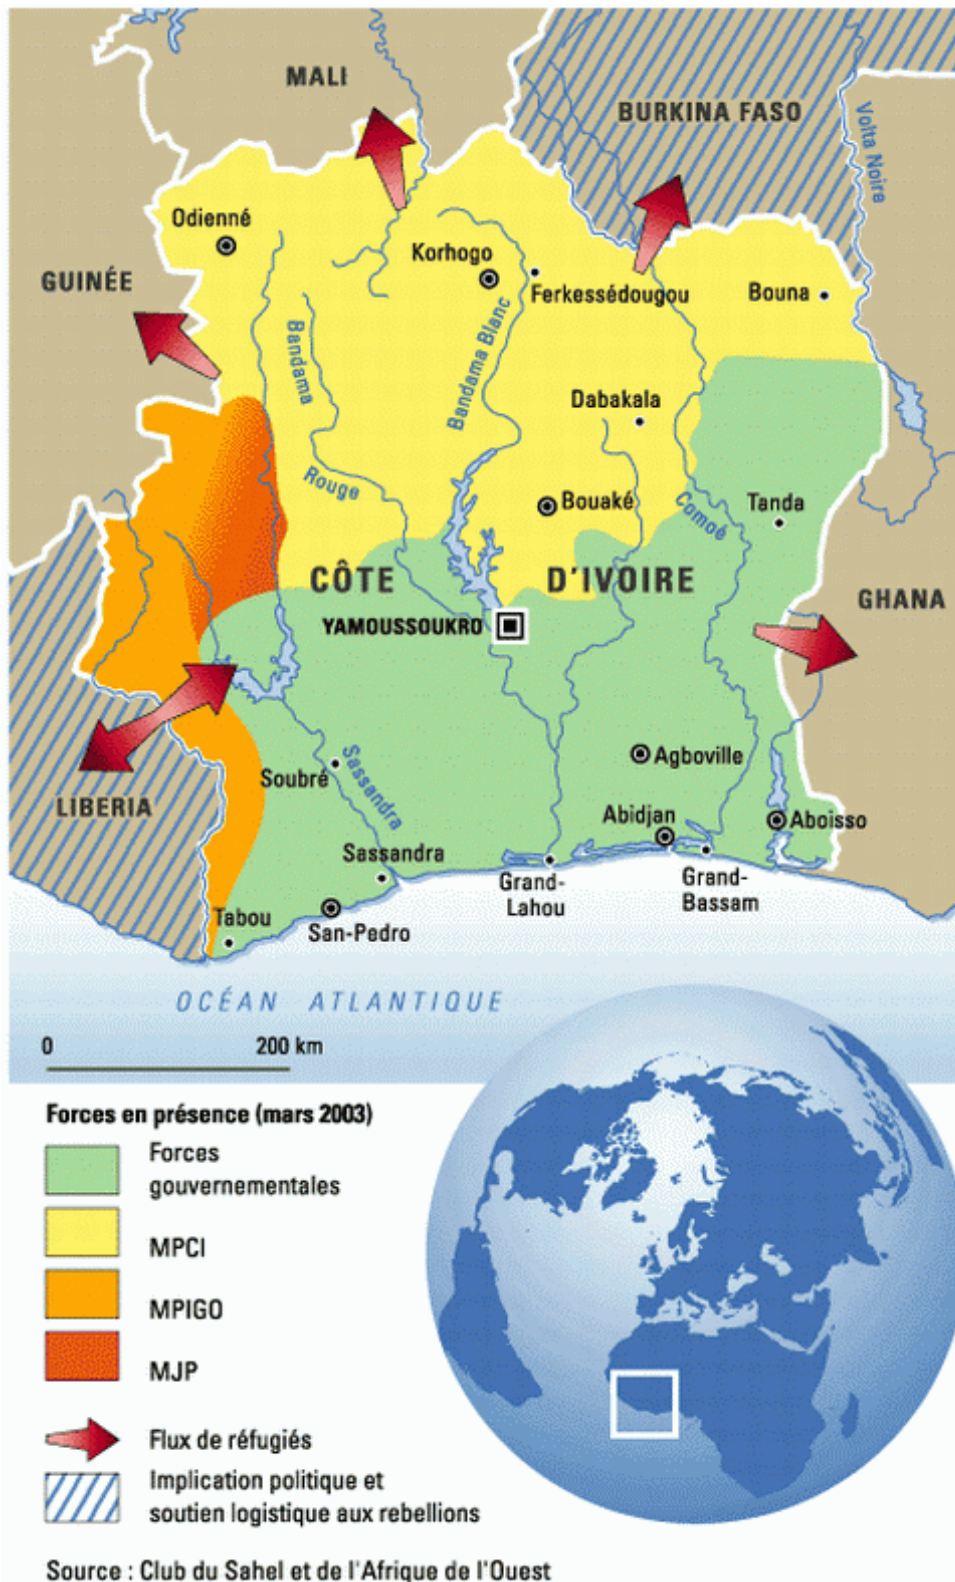 MALI
BURKINA FASO
Volta Noire
Odienné
Korhogo
GUINÉE
Ferkessédougou
Bouna
Bandama
Bandama Blanc
Dabakala
Rouge
Bouaké
Comoé
Tanda
CÔTE D'IVOIRE
GHANA
YAMOUSSOUKRO
Agboville
Soubré
Sassandra
LIBERIA
Abidjan
Aboisso
Sassandra
Grand-
Lahou
Grand-
Bassam
Tabou
San-Pedro
OCÉAN ATLANTIQUE
0 200 km
Forces en présence (mars 2003)
Forces
gouvernementales
MPCI
MPIGO
MJP
Flux de réfugiés
Implication politique et
soutien logistique aux rebellions
Source : Club du Sahel et de l'Afrique de l'Ouest